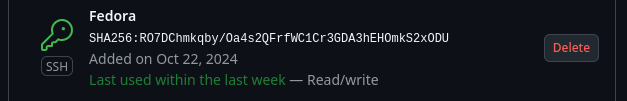 Fedora
SHA256:RO7DChmkqby/Oa4s2QFrfWC1Cr3GDA3hEHOmkS2xODU
SSH
Added on Oct 22, 2024
Last used within the last week — Read/write
Delete